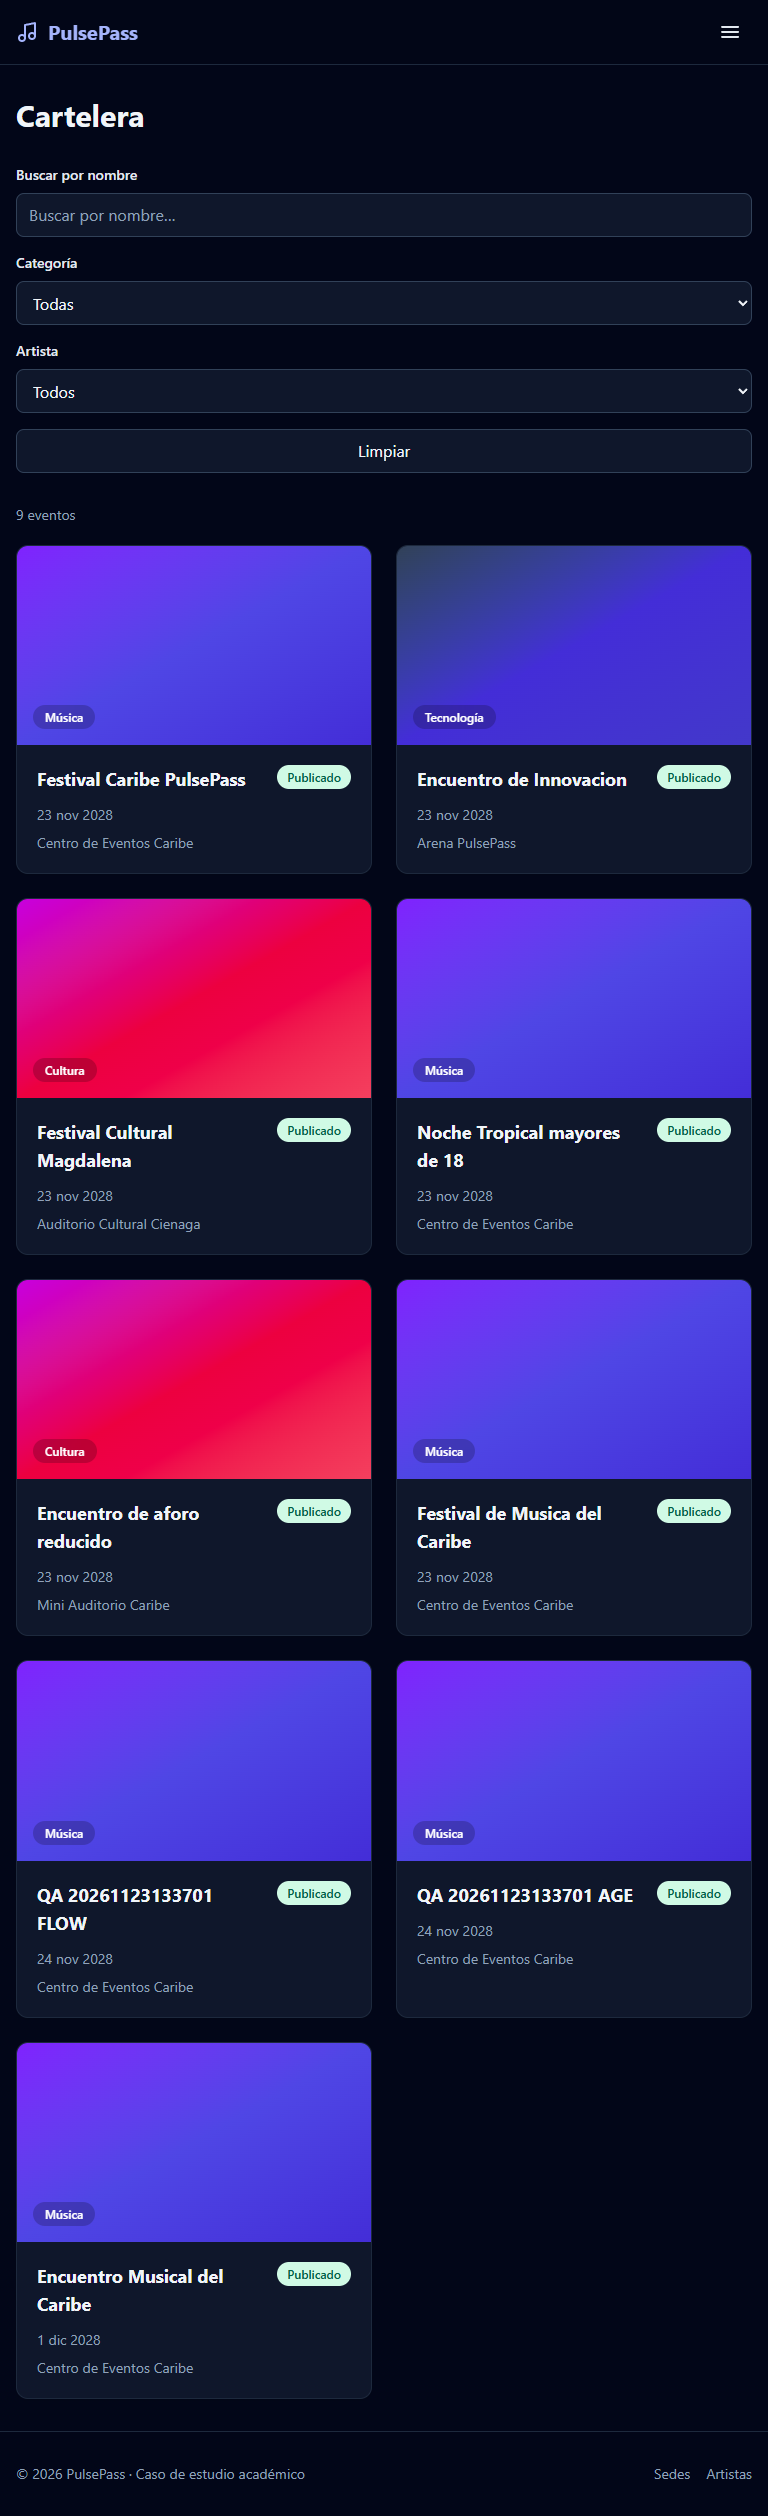 PulsePass
Cartelera
Buscar por nombre
Buscar por nombre...
Categoría
Todas
Artista
Todos
Limpiar
9 eventos
Música
Festival Caribe PulsePass
Publicado
23 nov 2028
Centro de Eventos Caribe
Tecnología
Encuentro de Innovacion
Publicado
23 nov 2028
Arena PulsePass
Cultura
Festival Cultural
Magdalena
Publicado
23 nov 2028
Auditorio Cultural Cienaga
Música
Noche Tropical mayores
de 18
Publicado
23 nov 2028
Centro de Eventos Caribe
Cultura
Encuentro de aforo
reducido
Publicado
23 nov 2028
Mini Auditorio Caribe
Música
Festival de Musica del
Caribe
Publicado
23 nov 2028
Centro de Eventos Caribe
Música
QA 20261123133701
FLOW
Publicado
24 nov 2028
Centro de Eventos Caribe
Música
QA 20261123133701 AGE
Publicado
24 nov 2028
Centro de Eventos Caribe
Música
Encuentro Musical del
Caribe
Publicado
1 dic 2028
Centro de Eventos Caribe
© 2026 PulsePass · Caso de estudio académico
Sedes
Artistas